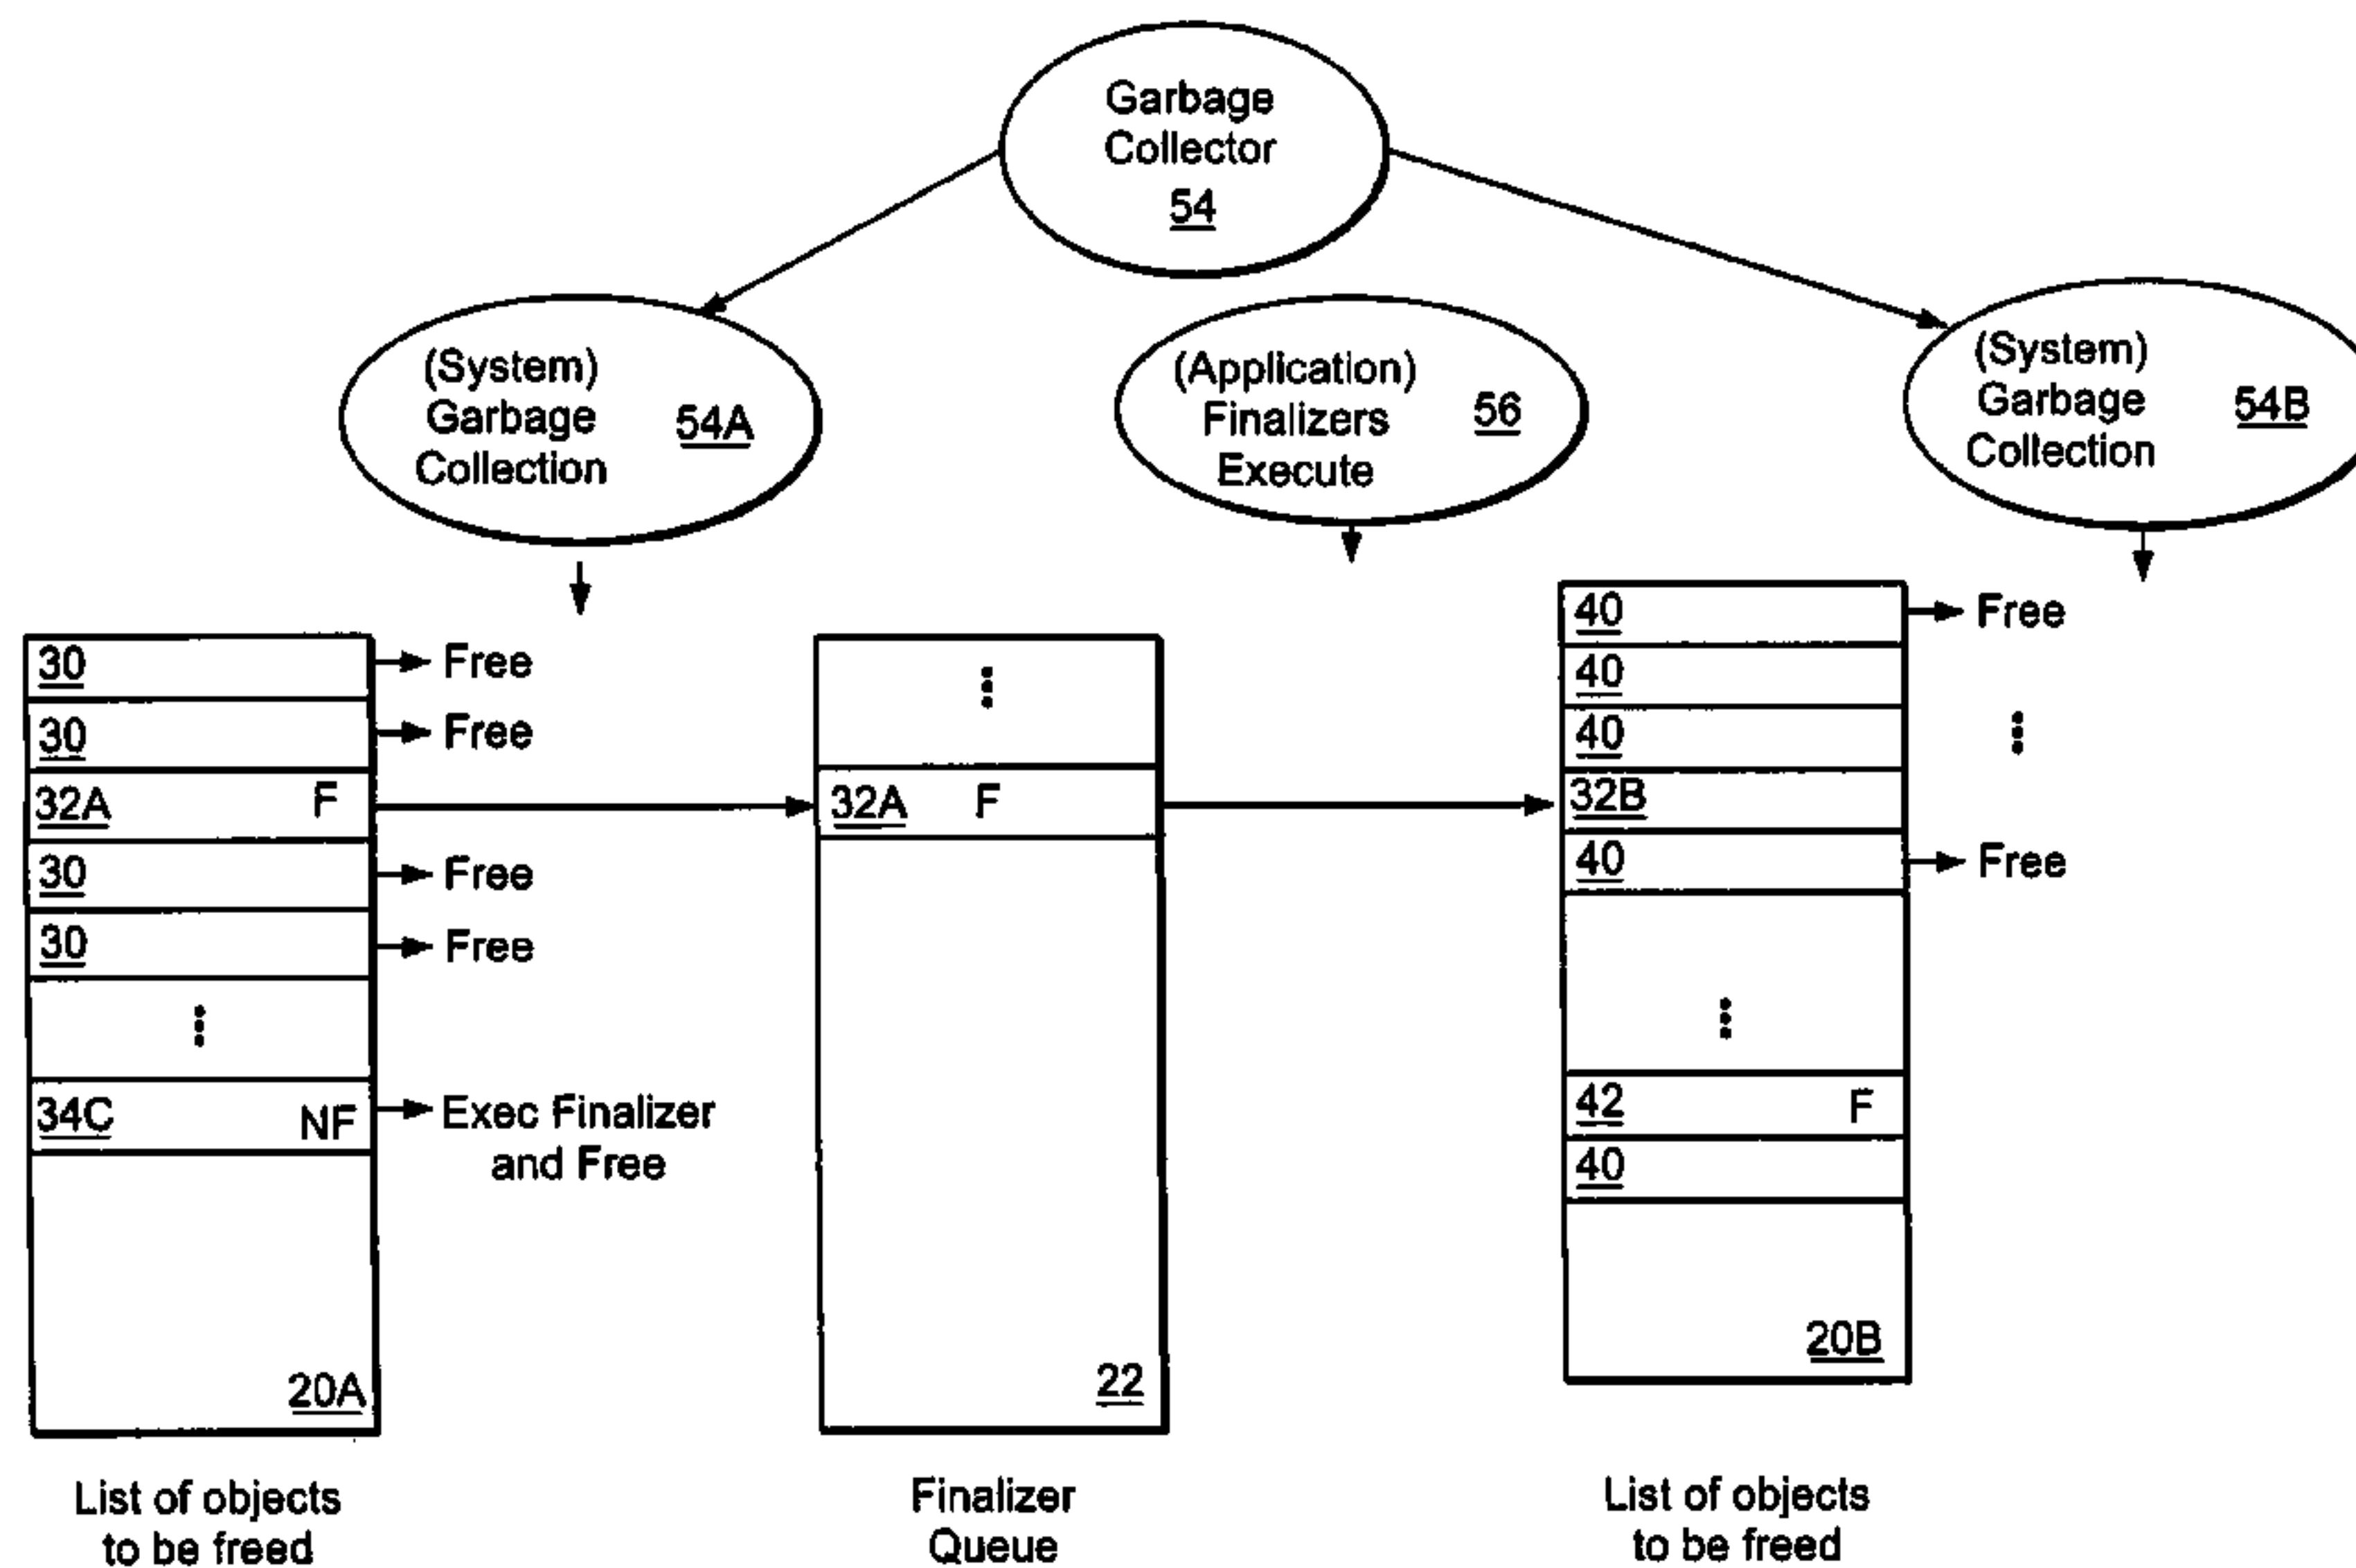 Garbage
Collector
54
(System)
Garbage
Collection
54A
(Application)
Finalizers
Execute
56
(System)
Garbage
Collection
54B
30
Free
30
Free
32A F
30
Free
30
Free
34C NF
Exec Finalizer
and Free
20A
List of objects
to be freed
32A F
22
Finalizer
Queue
40
Free
40
40
32B
40
Free
42 F
40
20B
List of objects
to be freed